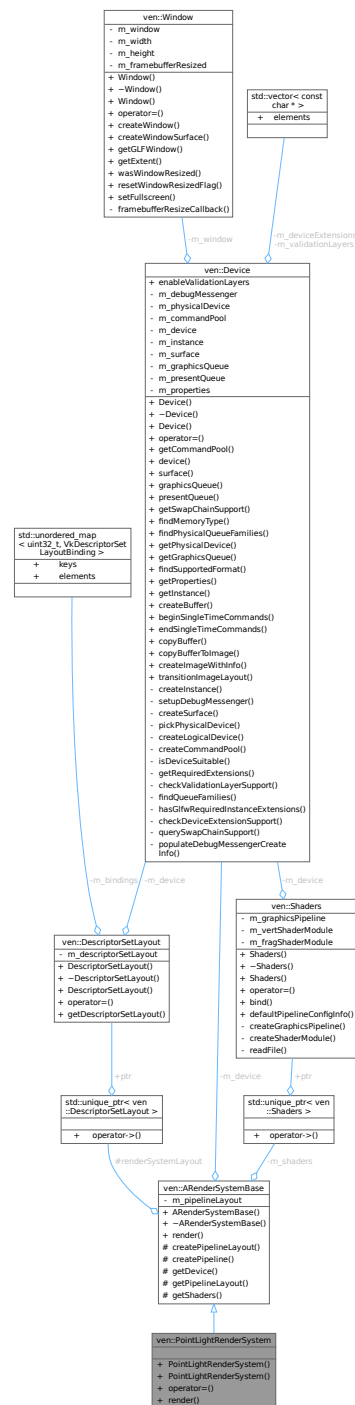 ven::Window
- m_window
- m_width
- m_height
- m_framebufferResized
+ Window()
+ ~Window()
+ Window()
+ operator=()
+ createWindow()
+ createWindowSurface()
+ getGLFWindow()
+ getExtent()
+ wasWindowResized()
+ resetWindowResizedFlag()
+ setFullscreen()
- framebufferResizeCallback()
std::vector< const
char * >
+ elements
-m_window
-m_deviceExtensions
-m_validationLayers
ven::Device
+ enableValidationLayers
- m_debugMessenger
- m_physicalDevice
- m_commandPool
- m_device
- m_instance
- m_surface
- m_graphicsQueue
- m_presentQueue
- m_properties
+ Device()
+ ~Device()
+ Device()
+ operator=()
+ getCommandPool()
+ device()
+ surface()
+ graphicsQueue()
+ presentQueue()
+ getSwapChainSupport()
+ findMemoryType()
+ findPhysicalQueueFamilies()
+ getPhysicalDevice()
+ getGraphicsQueue()
+ findSupportedFormat()
+ getProperties()
+ getInstance()
+ createBuffer()
+ beginSingleTimeCommands()
+ endSingleTimeCommands()
+ copyBuffer()
+ copyBufferToImage()
+ createImageWithInfo()
+ transitionImageLayout()
- createInstance()
- setupDebugMessenger()
- createSurface()
- pickPhysicalDevice()
- createLogicalDevice()
- createCommandPool()
- isDeviceSuitable()
- getRequiredExtensions()
- checkValidationLayerSupport()
- findQueueFamilies()
- hasGlfwRequiredInstanceExtensions()
- checkDeviceExtensionSupport()
- querySwapChainSupport()
- populateDebugMessengerCreate
Info()
std::unordered_map
< uint32_t, VkDescriptorSet
LayoutBinding >
+ keys
+ elements
-m_bindings
-m_device
-m_device
ven::DescriptorSetLayout
- m_descriptorSetLayout
+ DescriptorSetLayout()
+ ~DescriptorSetLayout()
+ DescriptorSetLayout()
+ operator=()
+ getDescriptorSetLayout()
ven::Shaders
- m_graphicsPipeline
- m_vertShaderModule
- m_fragShaderModule
+ Shaders()
+ ~Shaders()
+ Shaders()
+ operator=()
+ bind()
+ defaultPipelineConfigInfo()
- createGraphicsPipeline()
- createShaderModule()
- readFile()
+ptr
-m_device
+ptr
std::unique_ptr< ven
::DescriptorSetLayout >
+ operator->()
std::unique_ptr< ven
::Shaders >
+ operator->()
#renderSystemLayout
-m_shaders
ven::ARenderSystemBase
- m_pipelineLayout
+ ARenderSystemBase()
+ ~ARenderSystemBase()
+ render()
# createPipelineLayout()
# createPipeline()
# getDevice()
# getPipelineLayout()
# getShaders()
ven::PointLightRenderSystem
+ PointLightRenderSystem()
+ PointLightRenderSystem()
+ operator=()
+ render()